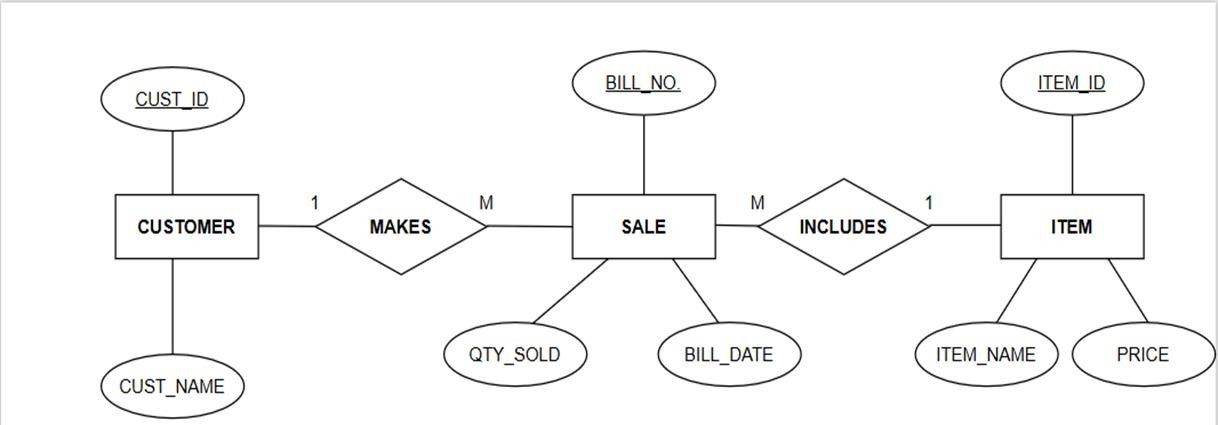 CUST_ID
BILL_NO.
ITEM_ID
1
M
M
1
CUSTOMER
MAKES
SALE
INCLUDES
ITEM
QTY_SOLD
BILL_DATE
ITEM_NAME
PRICE
CUST_NAME